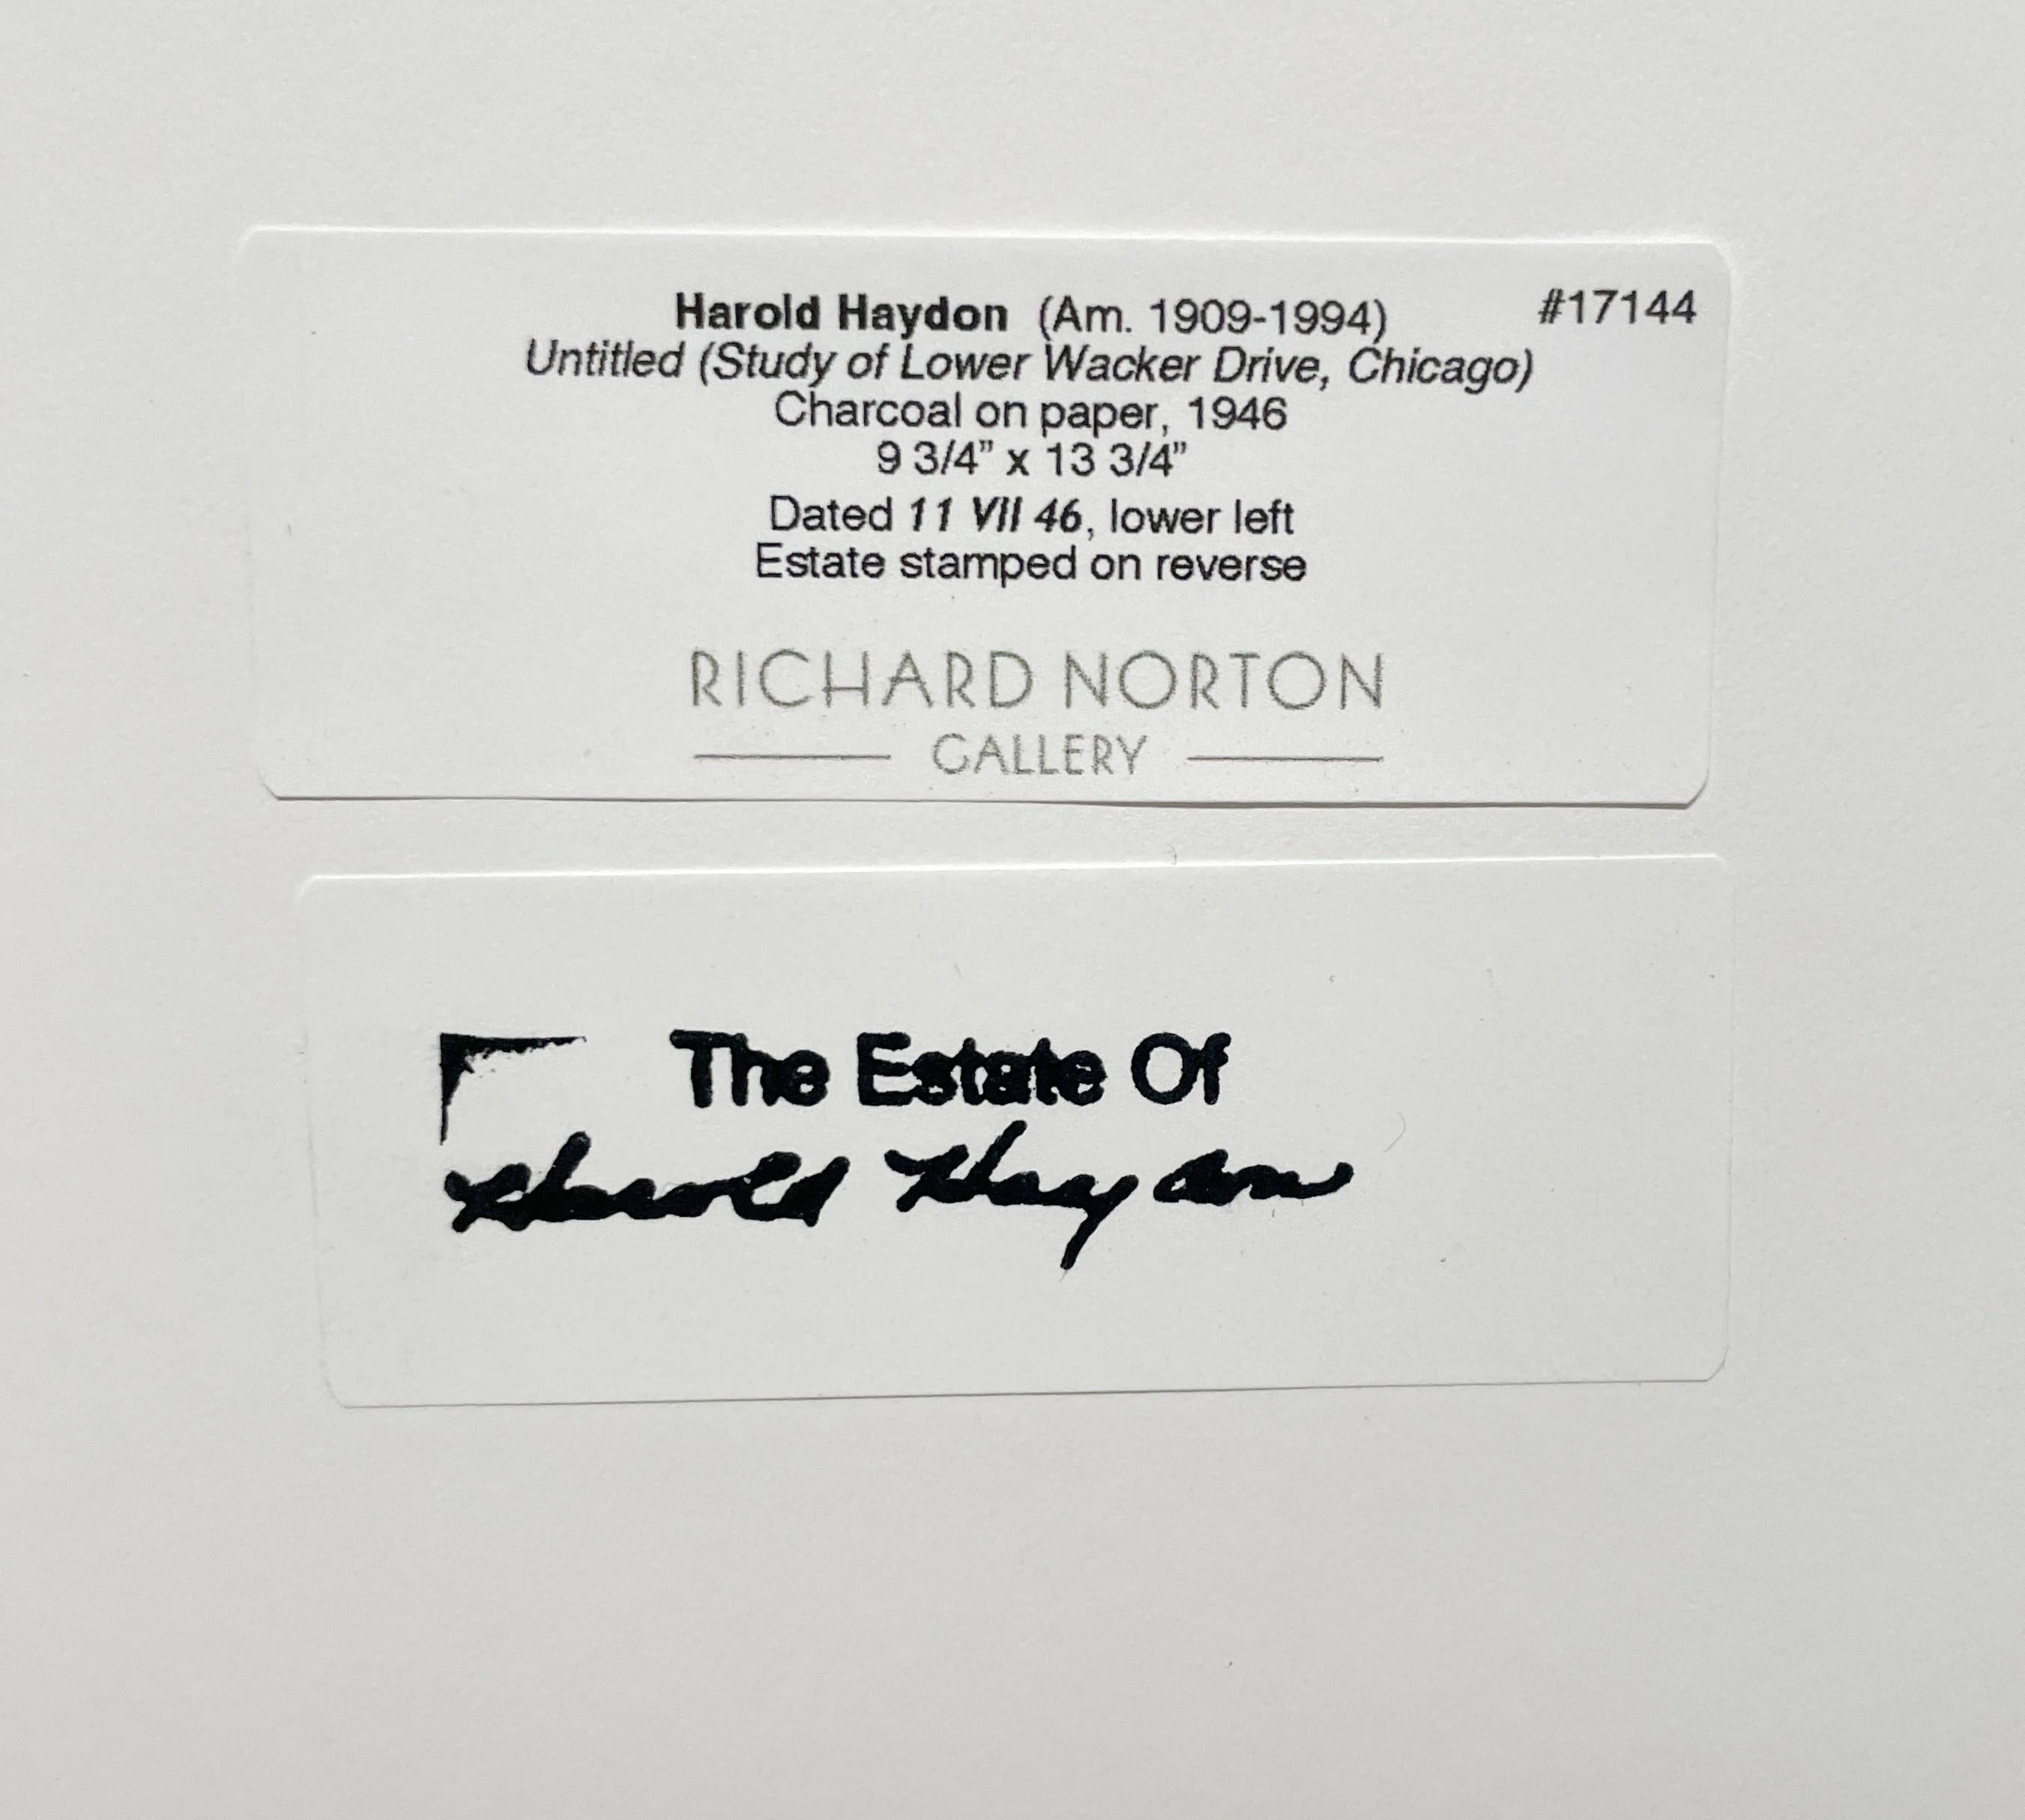 Harold Haydon (Am. 1909-1994) #17144
Untitled (Study of Lower Wacker Drive, Chicago)
Charcoal on paper, 1946
9 3/4” x 13 3/4”
Dated 11 VII 46, lower left
Estate stamped on reverse
RICHARD NORTON
GALLERY
The Estate Of
Harold Haydon